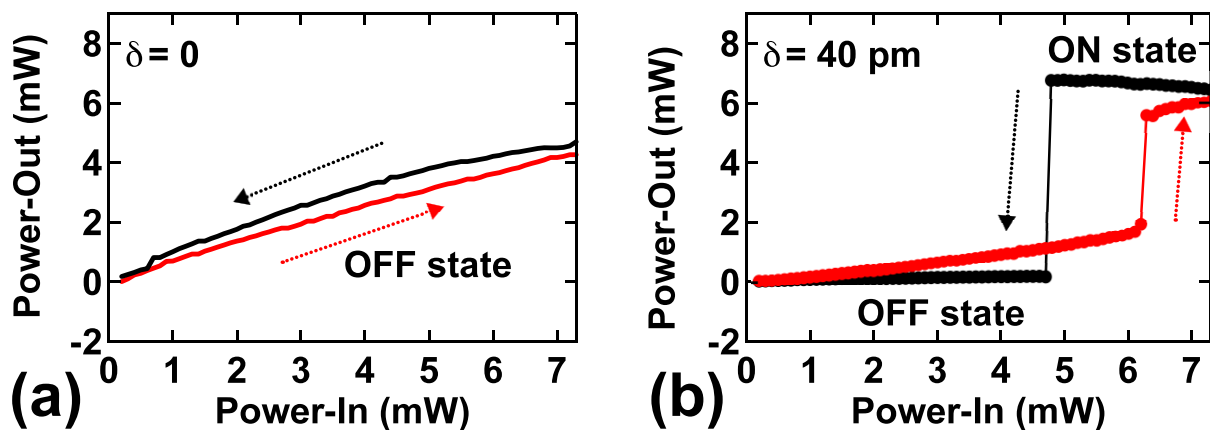 δ = 0
Power-Out (mW)
8
6
4
2
0
-2
OFF state
0 1 2 3 4 5 6 7
Power-In (mW)
(a)
δ = 40 pm
ON state
Power-Out (mW)
8
6
4
2
0
-2
OFF state
0 1 2 3 4 5 6 7
Power-In (mW)
(b)